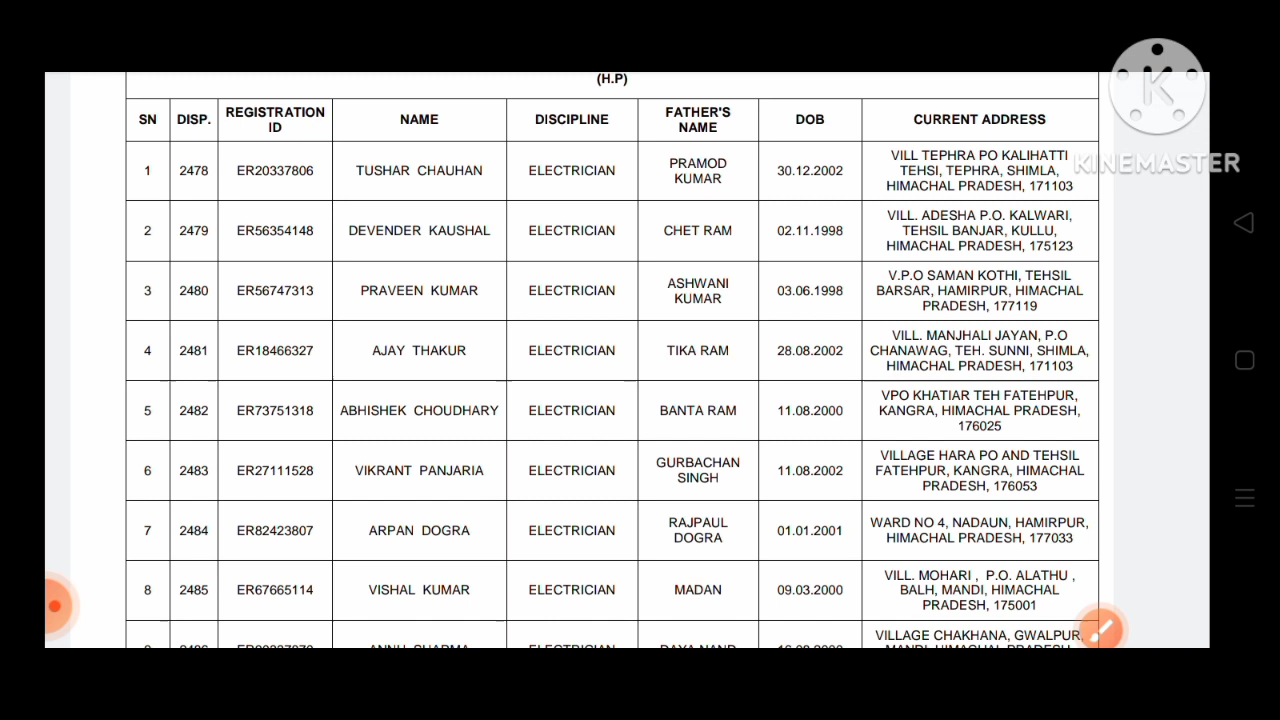 (H.P)
SN DISP. REGISTRATION ID NAME DISCIPLINE FATHER'S NAME DOB CURRENT ADDRESS
1 2478 ER20337806 TUSHAR CHAUHAN ELECTRICIAN PRAMOD KUMAR 30.12.2002 VILL TEPHRA PO KALIHATTI TEHSI, TEPHRA, SHIMLA, HIMACHAL PRADESH, 171103
2 2479 ER56354148 DEVENDER KAUSHAL ELECTRICIAN CHET RAM 02.11.1998 VILL. ADESHA P.O. KALWARI, TEHSIL BANJAR, KULLU, HIMACHAL PRADESH, 175123
3 2480 ER56747313 PRAVEEN KUMAR ELECTRICIAN ASHWANI KUMAR 03.06.1998 V.P.O SAMAN KOTHI, TEHSIL BARSAR, HAMIRPUR, HIMACHAL PRADESH, 177119
4 2481 ER18466327 AJAY THAKUR ELECTRICIAN TIKA RAM 28.08.2002 VILL. MANJHALI JAYAN, P.O CHANAWAG, TEH. SUNNI, SHIMLA, HIMACHAL PRADESH, 171103
5 2482 ER73751318 ABHISHEK CHOUDHARY ELECTRICIAN BANTA RAM 11.08.2000 VPO KHATIAR TEH FATEHPUR, KANGRA, HIMACHAL PRADESH, 176025
6 2483 ER27111528 VIKRANT PANJARIA ELECTRICIAN GURBACHAN SINGH 11.08.2002 VILLAGE HARA PO AND TEHSIL FATEHPUR, KANGRA, HIMACHAL PRADESH, 176053
7 2484 ER82423807 ARPAN DOGRA ELECTRICIAN RAJPAUL DOGRA 01.01.2001 WARD NO 4, NADAUN, HAMIRPUR, HIMACHAL PRADESH, 177033
8 2485 ER67665114 VISHAL KUMAR ELECTRICIAN MADAN 09.03.2000 VILL. MOHARI , P.O. ALATHU , BALH, MANDI, HIMACHAL PRADESH, 175001
VILLAGE CHAKHANA, GWALPUR,
KINEMASTER